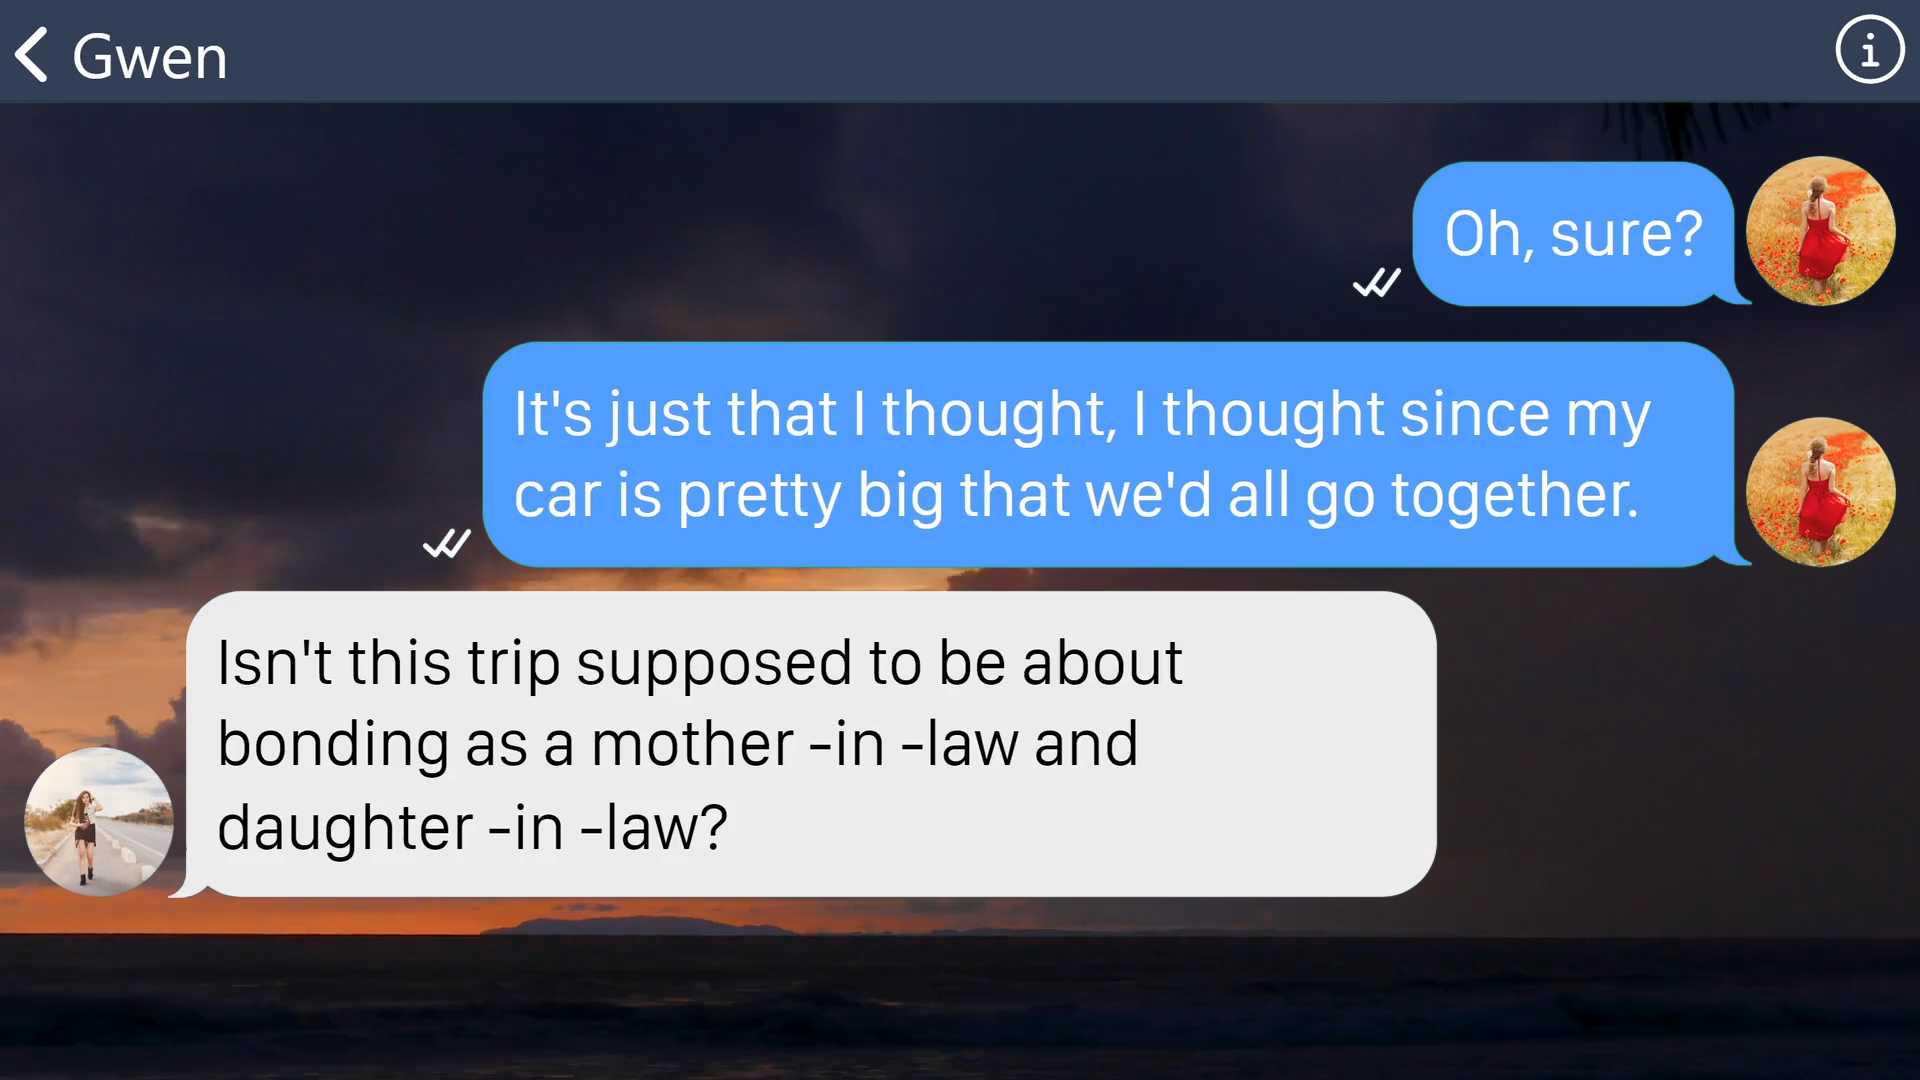 Gwen
Oh, sure?
It's just that I thought, I thought since my
car is pretty big that we'd all go together.
Isn't this trip supposed to be about
bonding as a mother -in -law and
daughter -in -law?